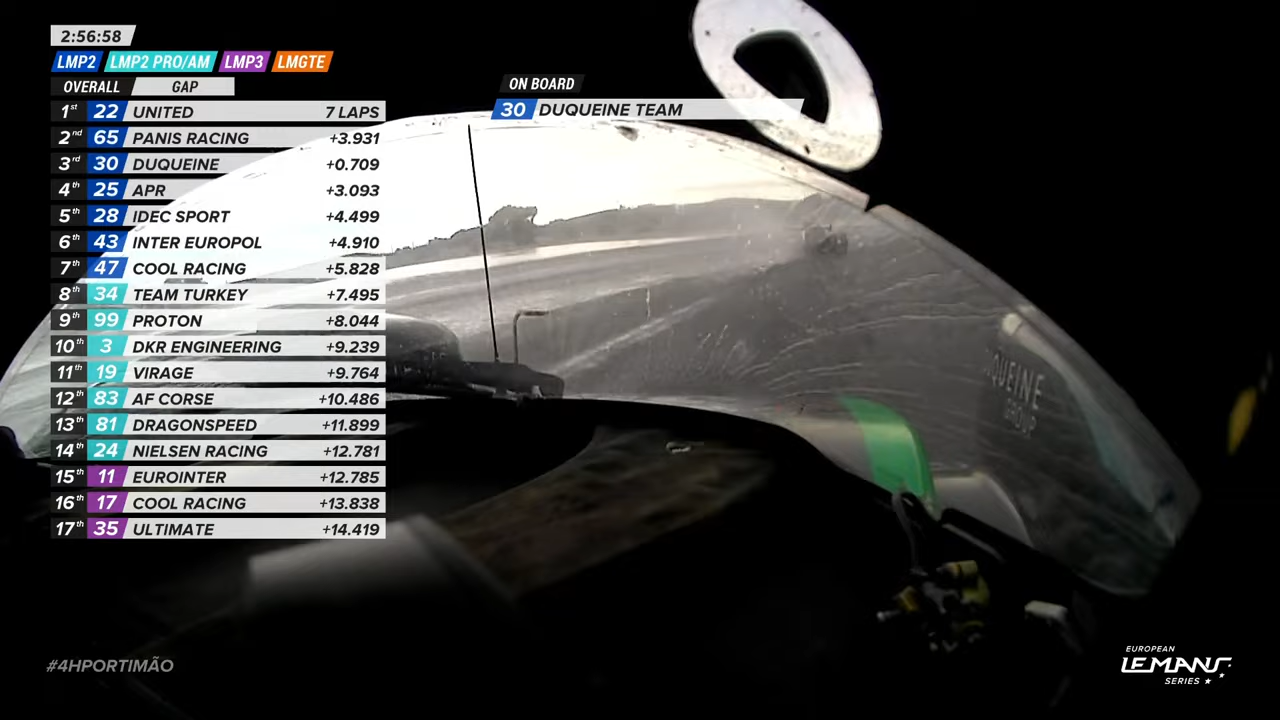 2:56:58
LMP2 LMP2 PRO/AM LMP3 LMGTE
OVERALL GAP
ON BOARD
30 DUQUEINE TEAM
1st 22 UNITED 7 LAPS
2nd 65 PANIS RACING +3.931
3rd 30 DUQUEINE +0.709
4th 25 APR +3.093
5th 28 IDEC SPORT +4.499
6th 43 INTER EUROPOL +4.910
7th 47 COOL RACING +5.828
8th 34 TEAM TURKEY +7.495
9th 99 PROTON +8.044
10th 3 DKR ENGINEERING +9.239
11th 19 VIRAGE +9.764
12th 83 AF CORSE +10.486
13th 81 DRAGONSPEED +11.899
14th 24 NIELSEN RACING +12.781
15th 11 EUROINTER +12.785
16th 17 COOL RACING +13.838
17th 35 ULTIMATE +14.419
QUEINE
#4HPORTIMÃO
EUROPEAN
LE MANS
SERIES